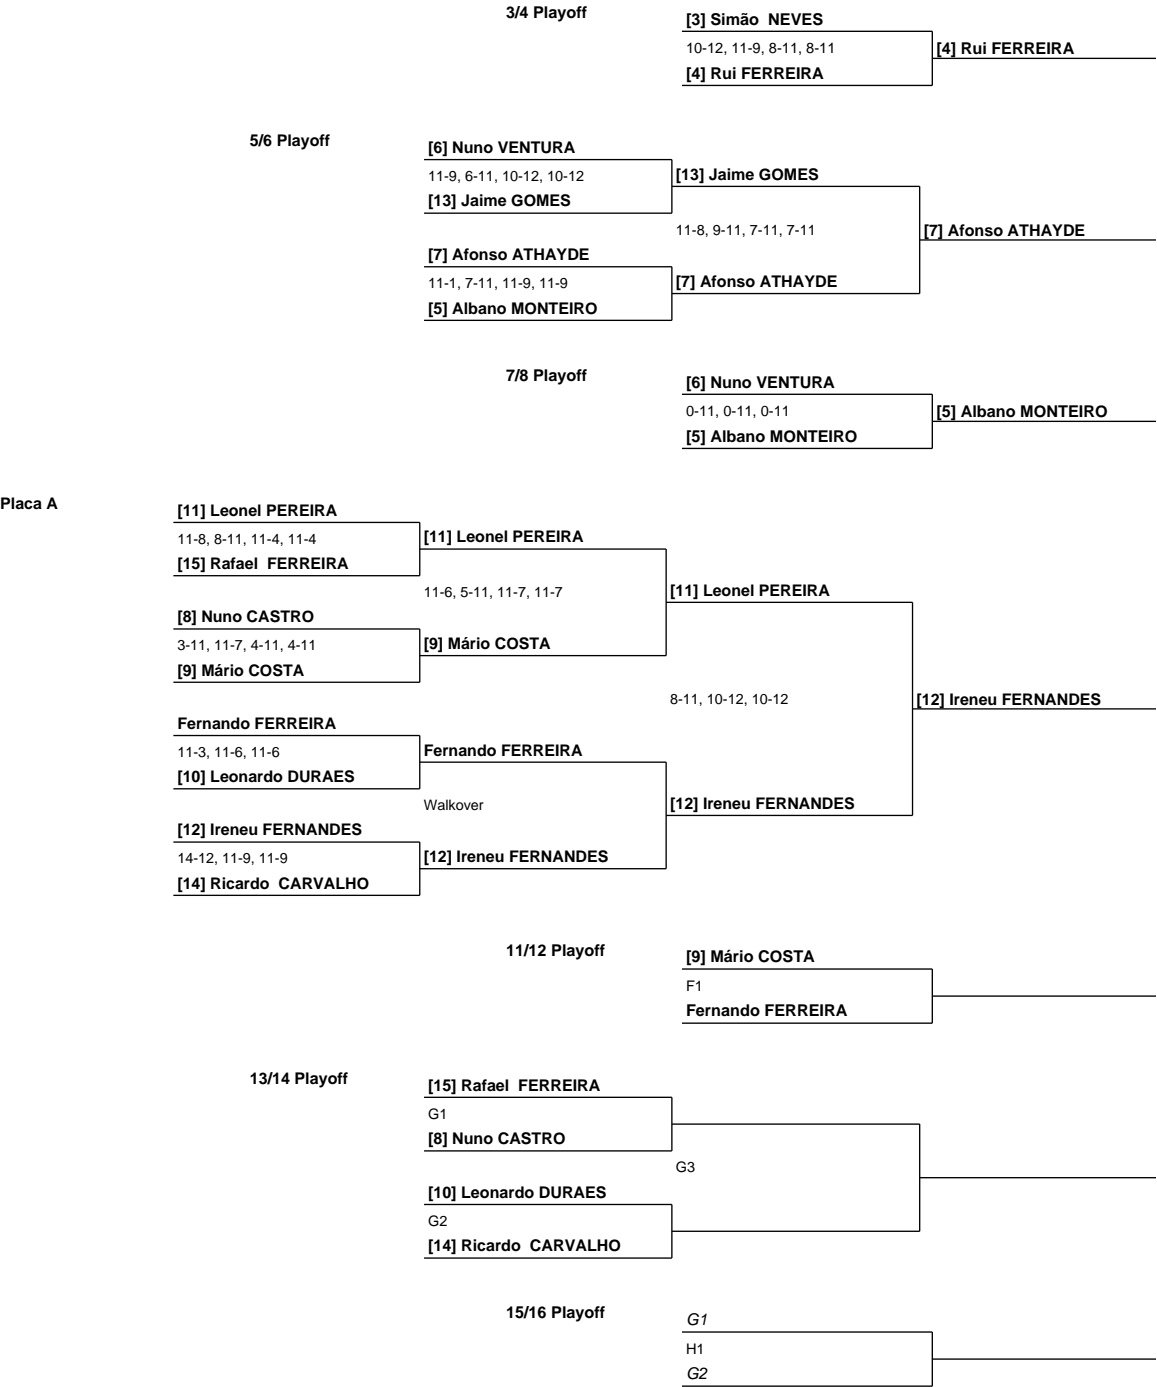 3/4 Playoff
[3] Simão  NEVES
10-12, 11-9, 8-11, 8-11
[4] Rui FERREIRA
[4] Rui FERREIRA
5/6 Playoff
[6] Nuno VENTURA
11-9, 6-11, 10-12, 10-12
[13] Jaime GOMES
[13] Jaime GOMES
11-8, 9-11, 7-11, 7-11
[7] Afonso ATHAYDE
[7] Afonso ATHAYDE
11-1, 7-11, 11-9, 11-9
[7] Afonso ATHAYDE
[5] Albano MONTEIRO
7/8 Playoff
[6] Nuno VENTURA
0-11, 0-11, 0-11
[5] Albano MONTEIRO
[5] Albano MONTEIRO
Placa A
[11] Leonel PEREIRA
11-8, 8-11, 11-4, 11-4
[11] Leonel PEREIRA
[15] Rafael  FERREIRA
11-6, 5-11, 11-7, 11-7
[11] Leonel PEREIRA
[8] Nuno CASTRO
3-11, 11-7, 4-11, 4-11
[9] Mário COSTA
[9] Mário COSTA
8-11, 10-12, 10-12
[12] Ireneu FERNANDES
Fernando FERREIRA
11-3, 11-6, 11-6
Fernando FERREIRA
[10] Leonardo DURAES
Walkover
[12] Ireneu FERNANDES
[12] Ireneu FERNANDES
14-12, 11-9, 11-9
[12] Ireneu FERNANDES
[14] Ricardo  CARVALHO
11/12 Playoff
[9] Mário COSTA
F1
Fernando FERREIRA
13/14 Playoff
[15] Rafael  FERREIRA
G1
[8] Nuno CASTRO
G3
[10] Leonardo DURAES
G2
[14] Ricardo  CARVALHO
15/16 Playoff
G1
H1
G2